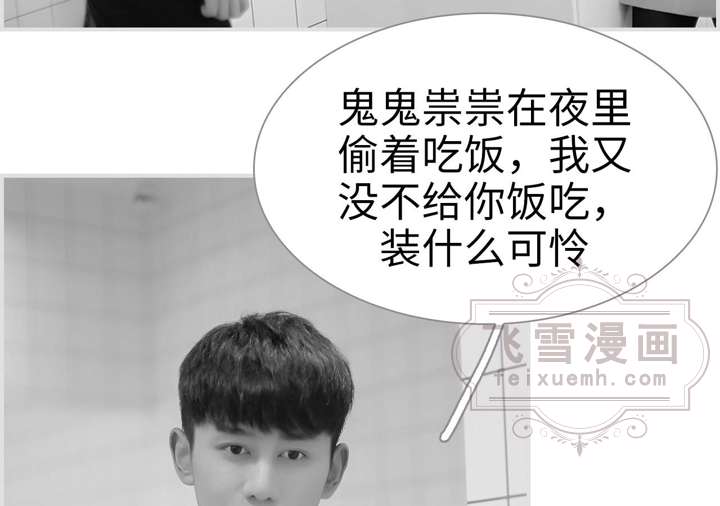 鬼鬼祟祟在夜里
偷着吃饭，我又
没不给你饭吃，
装什么可怜
飞雪漫画
feixuemh.com